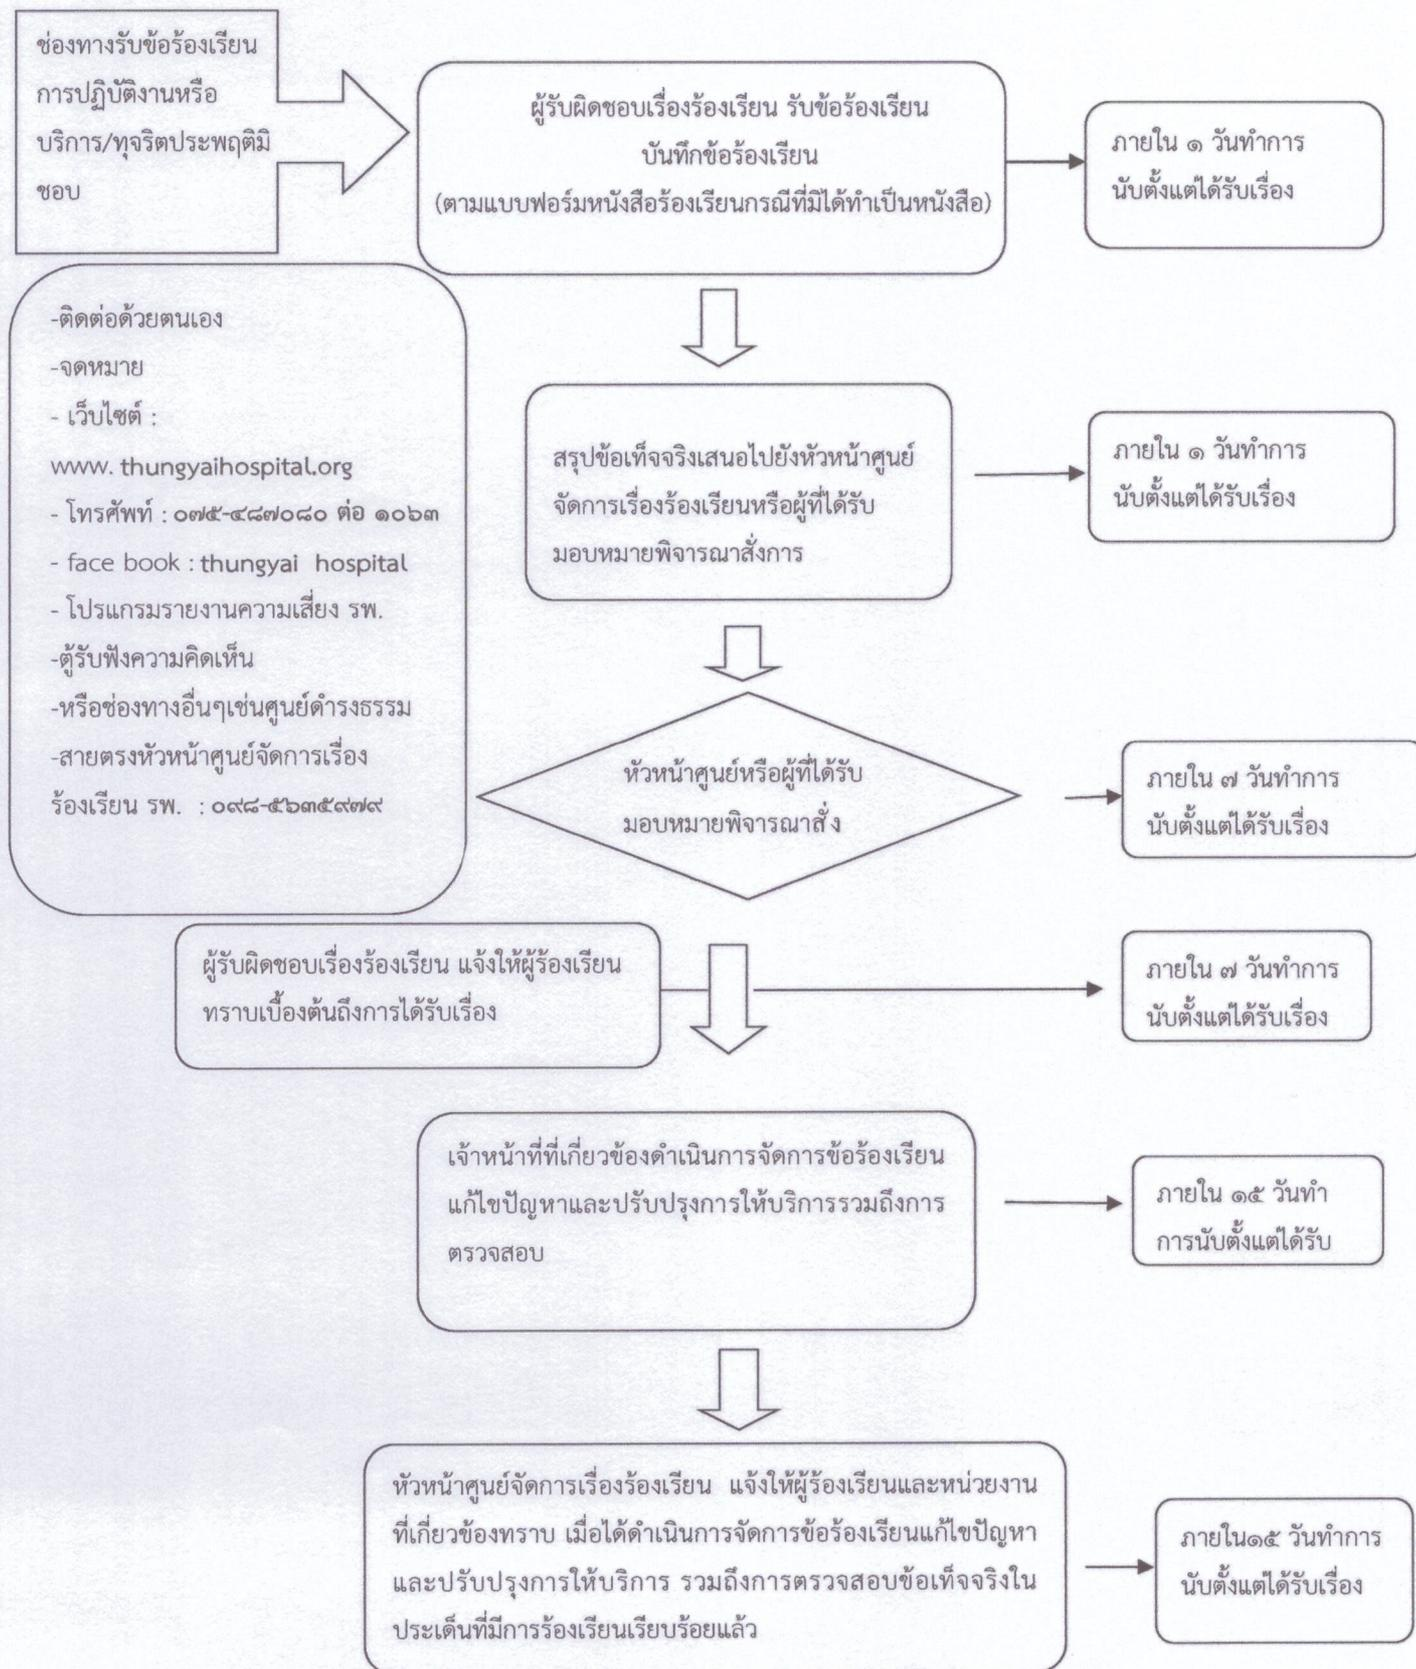 ช่องทางรับข้อร้องเรียน
การปฏิบัติงานหรือ
บริการ/ทุจริตประพฤติมิ
ชอบ
ผู้รับผิดชอบเรื่องร้องเรียน รับข้อร้องเรียน
บันทึกข้อร้องเรียน
(ตามแบบฟอร์มหนังสือร้องเรียนกรณีที่มิได้ทำเป็นหนังสือ)
ภายใน ๑ วันทำการ
นับตั้งแต่ได้รับเรื่อง
-ติดต่อด้วยตนเอง
-จดหมาย
- เว็บไซต์ :
www. thungyaihospital.org
- โทรศัพท์ : ๐๗๕-๔๘๗๐๘๐ ต่อ ๑๐๖๓
- face book : thungyai hospital
- โปรแกรมรายงานความเสี่ยง รพ.
-ตู้รับฟังความคิดเห็น
-หรือช่องทางอื่นๆเช่นศูนย์ดำรงธรรม
-สายตรงหัวหน้าศูนย์จัดการเรื่อง
ร้องเรียน รพ. : ๐๙๘-๕๖๓๕๙๗๙
สรุปข้อเท็จจริงเสนอไปยังหัวหน้าศูนย์
จัดการเรื่องร้องเรียนหรือผู้ที่ได้รับ
มอบหมายพิจารณาสั่งการ
ภายใน ๑ วันทำการ
นับตั้งแต่ได้รับเรื่อง
หัวหน้าศูนย์หรือผู้ที่ได้รับ
มอบหมายพิจารณาสั่ง
ภายใน ๗ วันทำการ
นับตั้งแต่ได้รับเรื่อง
ผู้รับผิดชอบเรื่องร้องเรียน แจ้งให้ผู้ร้องเรียน
ทราบเบื้องต้นถึงการได้รับเรื่อง
ภายใน ๗ วันทำการ
นับตั้งแต่ได้รับเรื่อง
เจ้าหน้าที่ที่เกี่ยวข้องดำเนินการจัดการข้อร้องเรียน
แก้ไขปัญหาและปรับปรุงการให้บริการรวมถึงการ
ตรวจสอบ
ภายใน ๑๕ วันทำ
การนับตั้งแต่ได้รับ
หัวหน้าศูนย์จัดการเรื่องร้องเรียน แจ้งให้ผู้ร้องเรียนและหน่วยงาน
ที่เกี่ยวข้องทราบ เมื่อได้ดำเนินการจัดการข้อร้องเรียนแก้ไขปัญหา
และปรับปรุงการให้บริการ รวมถึงการตรวจสอบข้อเท็จจริงใน
ประเด็นที่มีการร้องเรียนเรียบร้อยแล้ว
ภายใน๑๕ วันทำการ
นับตั้งแต่ได้รับเรื่อง